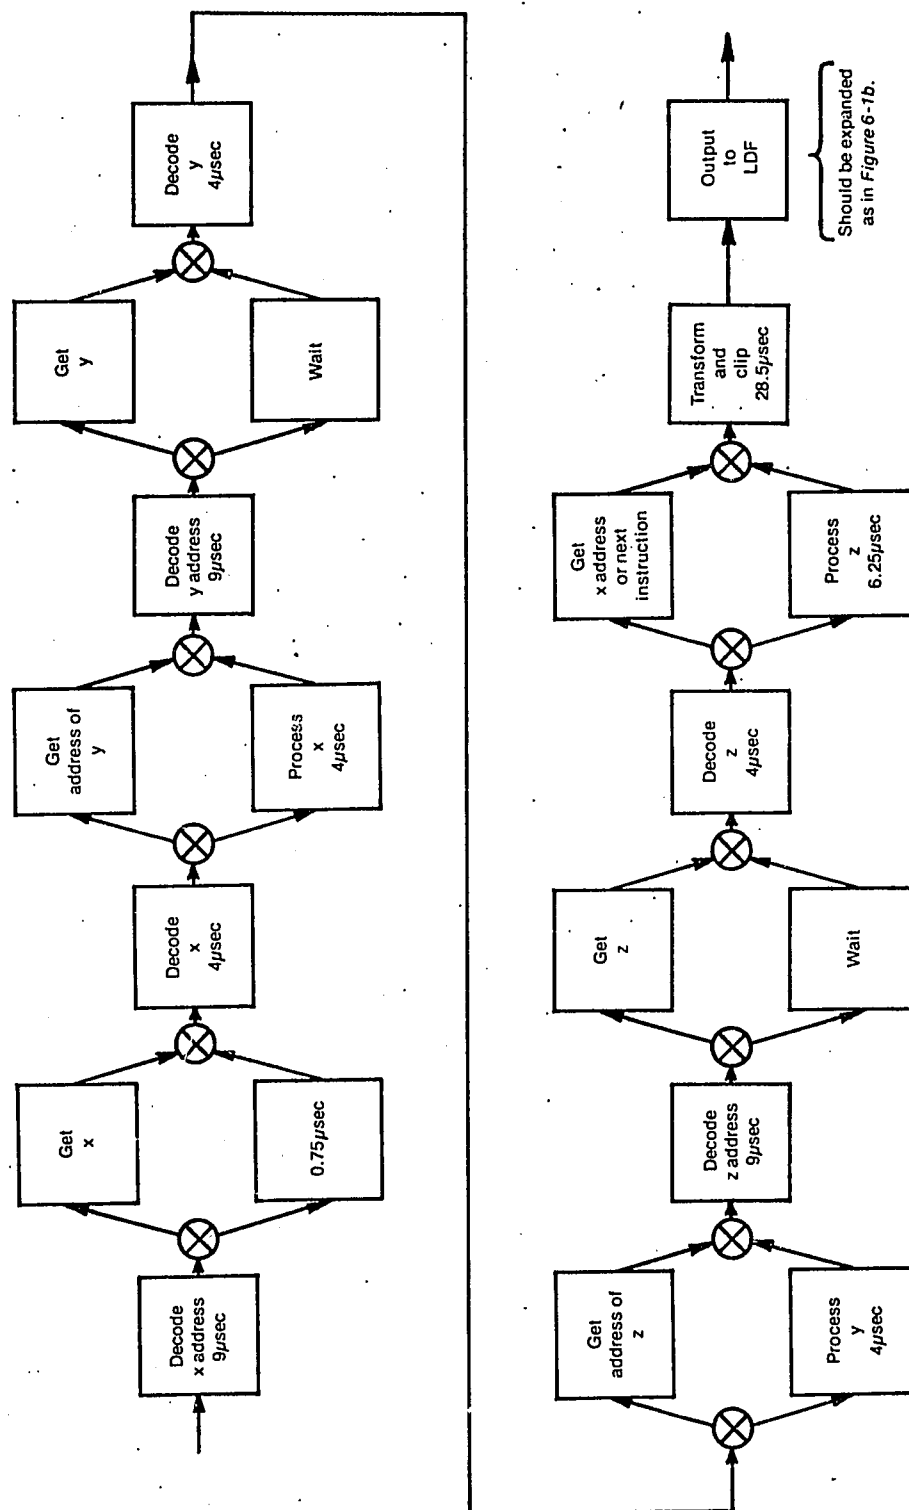 Decode
x address
9μsec
Get
x
0.75μsec
Decode
x
4μsec
Get
address of
y
Process
x
4μsec
Decode
y address
9μsec
Get
y
Wait
Decode
y
4μsec
Get
address of
z
Process
y
4μsec
Decode
z address
9μsec
Get
z
Wait
Decode
z
4μsec
Get
x address
or next
instruction
Process
z
6.25μsec
Transform
and
clip
28.5μsec
Output
to
LDF
Should be expanded
as in Figure 6-1b.